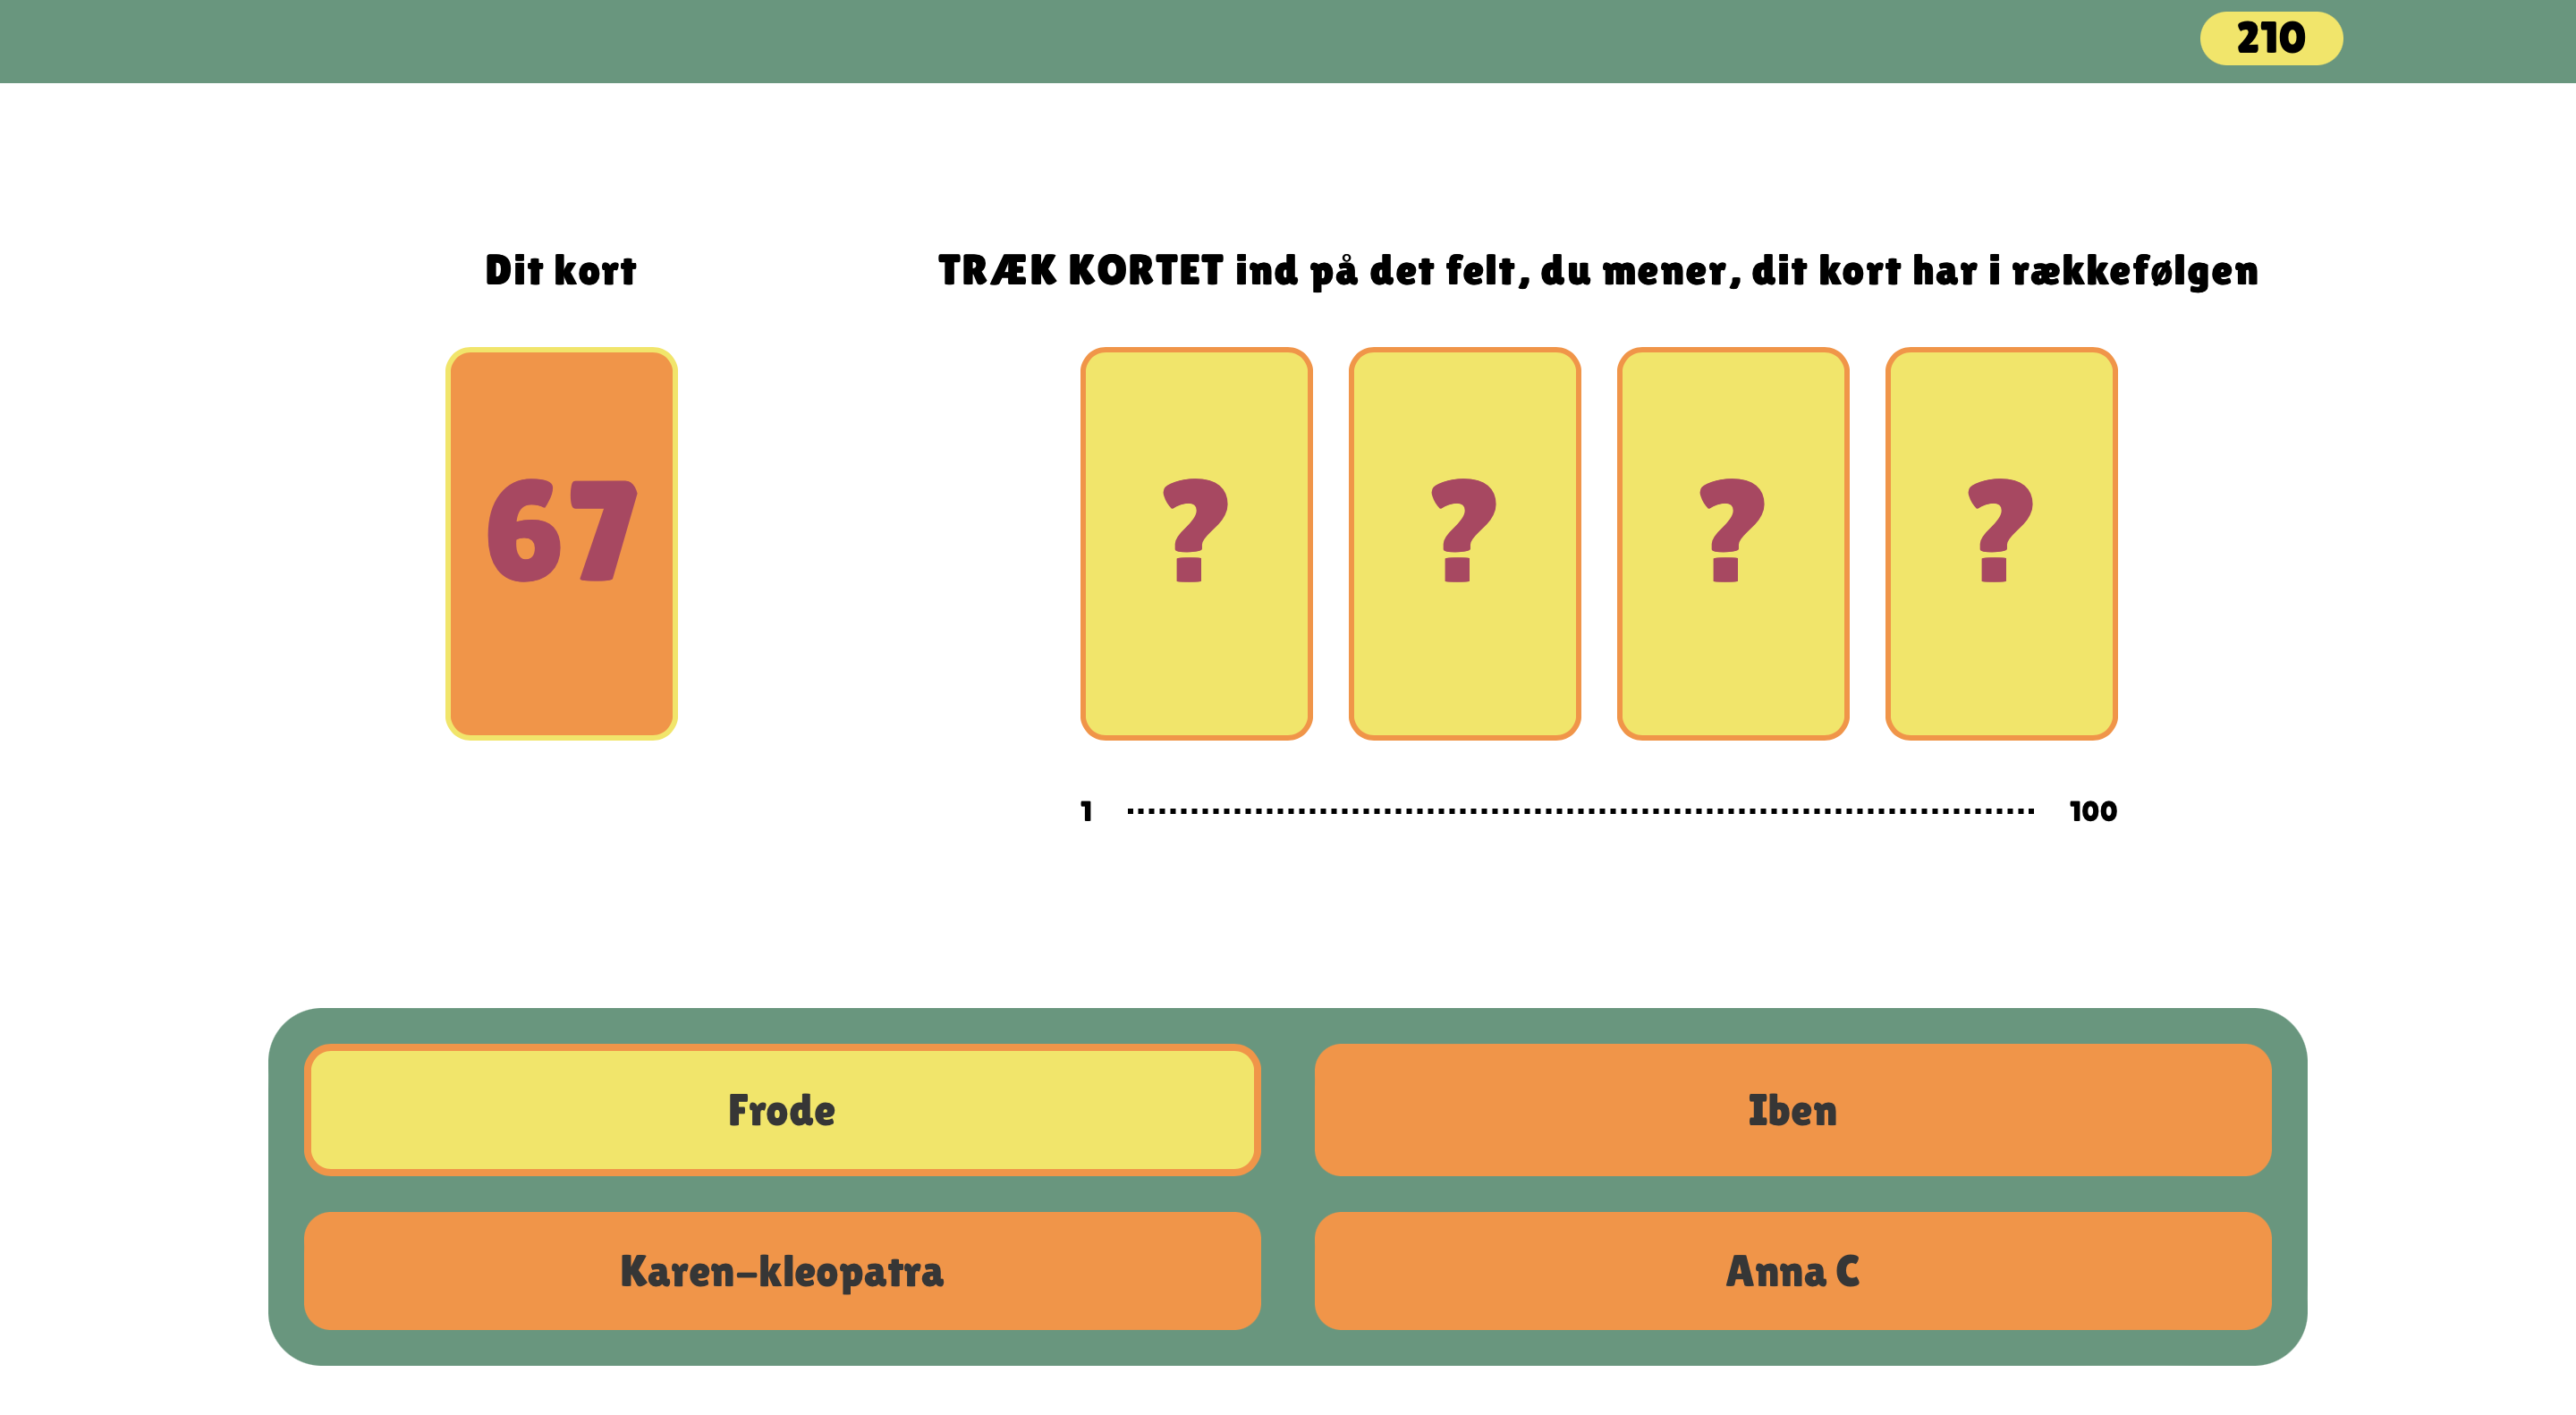 210
Dit kort
TRÆK KORTET ind på det felt, du mener, dit kort har i rækkefølgen
67
? ? ? ?
1 100
Frode
Iben
Karen-kleopatra
Anna C